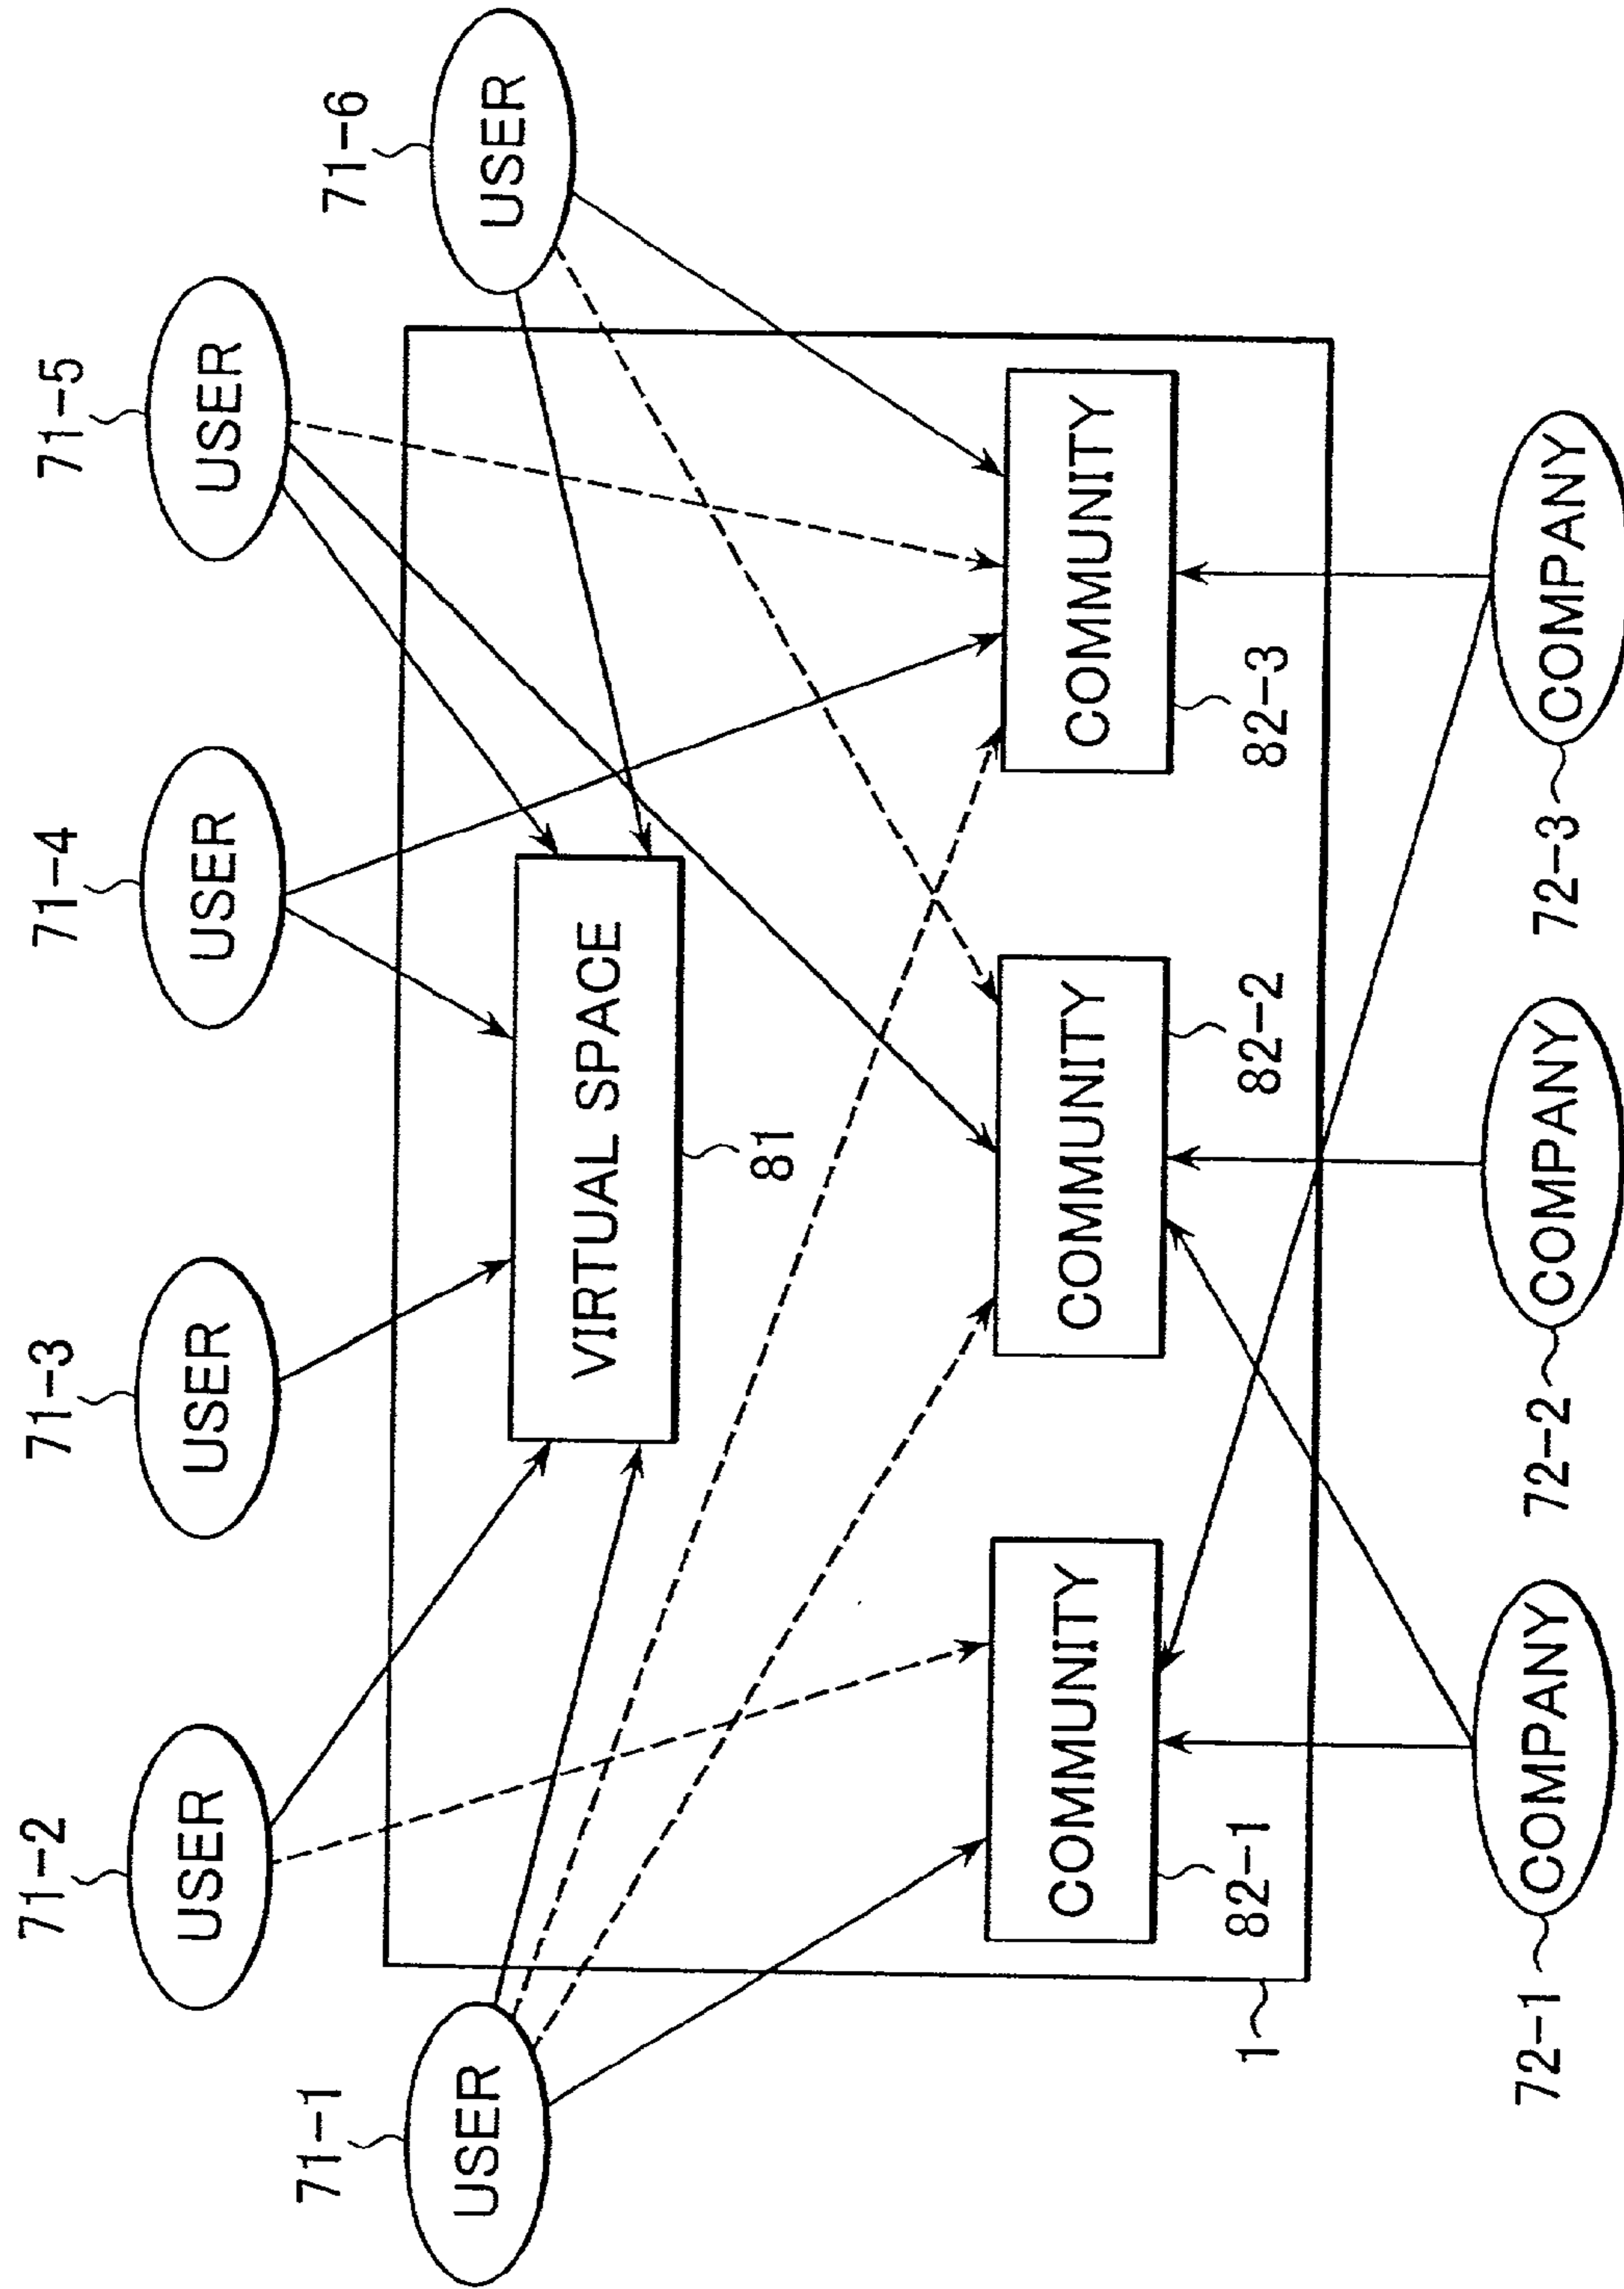 71-1
USER
71-2
USER
71-3
USER
71-4
USER
71-5
USER
71-6
USER
VIRTUAL SPACE
81
COMMUNITY
82-1
COMMUNITY
82-2
COMMUNITY
82-3
1
72-1
COMPANY
72-2
COMPANY
72-3
COMPANY